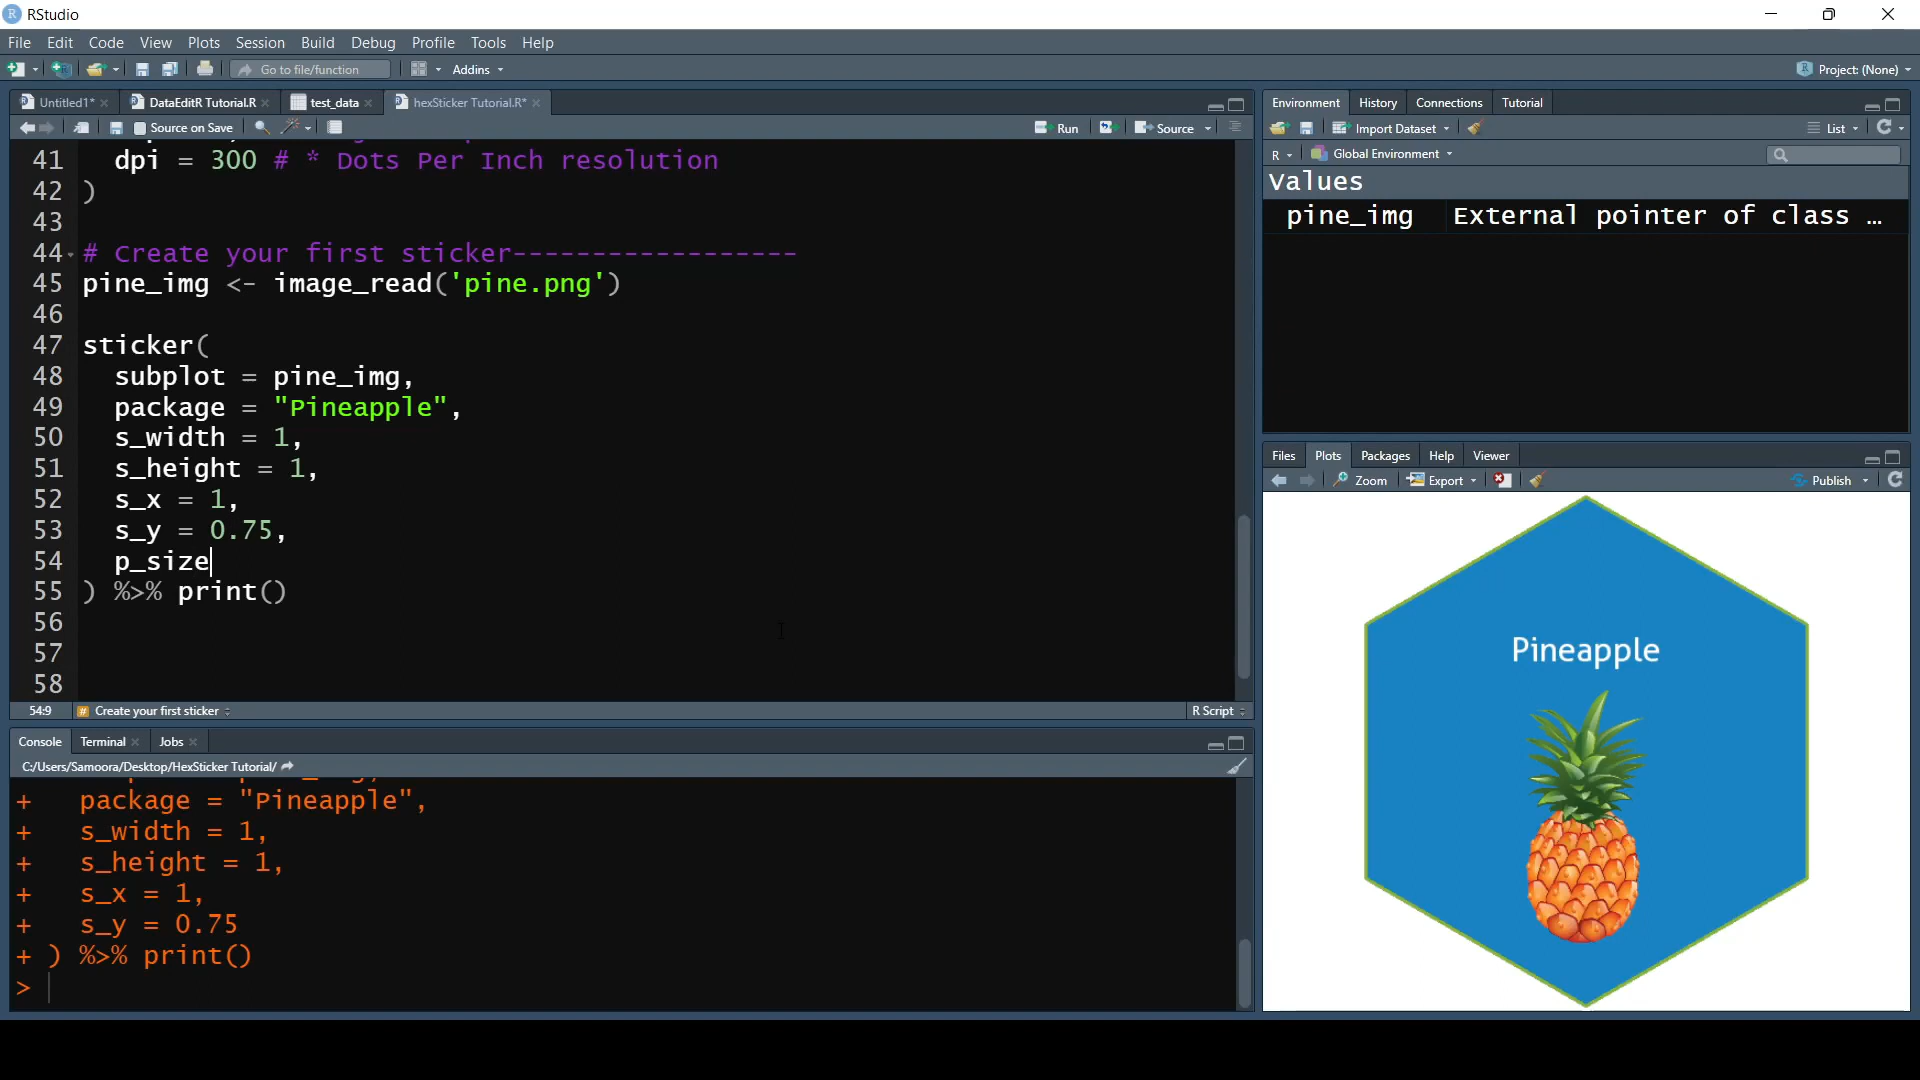 RStudio
File Edit Code View Plots Session Build Debug Profile Tools Help
Go to file/function Addins Project: (None)
Untitled1* DataEditR Tutorial.R test_data hexSticker Tutorial.R*
Source on Save Run Source
41 dpi = 300 # * Dots Per Inch resolution
42 )
43
44 # Create your first sticker------------------
45 pine_img <- image_read('pine.png')
46
47 sticker(
48 subplot = pine_img,
49 package = "Pineapple",
50 s_width = 1,
51 s_height = 1,
52 s_x = 1,
53 s_y = 0.75,
54 p_size
55 ) %>% print()
56
57
58
54:9 # Create your first sticker R Script
Console Terminal Jobs
C:/Users/Samoora/Desktop/HexSticker Tutorial/
+ package = "Pineapple",
+ s_width = 1,
+ s_height = 1,
+ s_x = 1,
+ s_y = 0.75
+ ) %>% print()
>
Environment History Connections Tutorial
Import Dataset List
R Global Environment
Values
pine_img External pointer of class …
Files Plots Packages Help Viewer
Zoom Export Publish
Pineapple